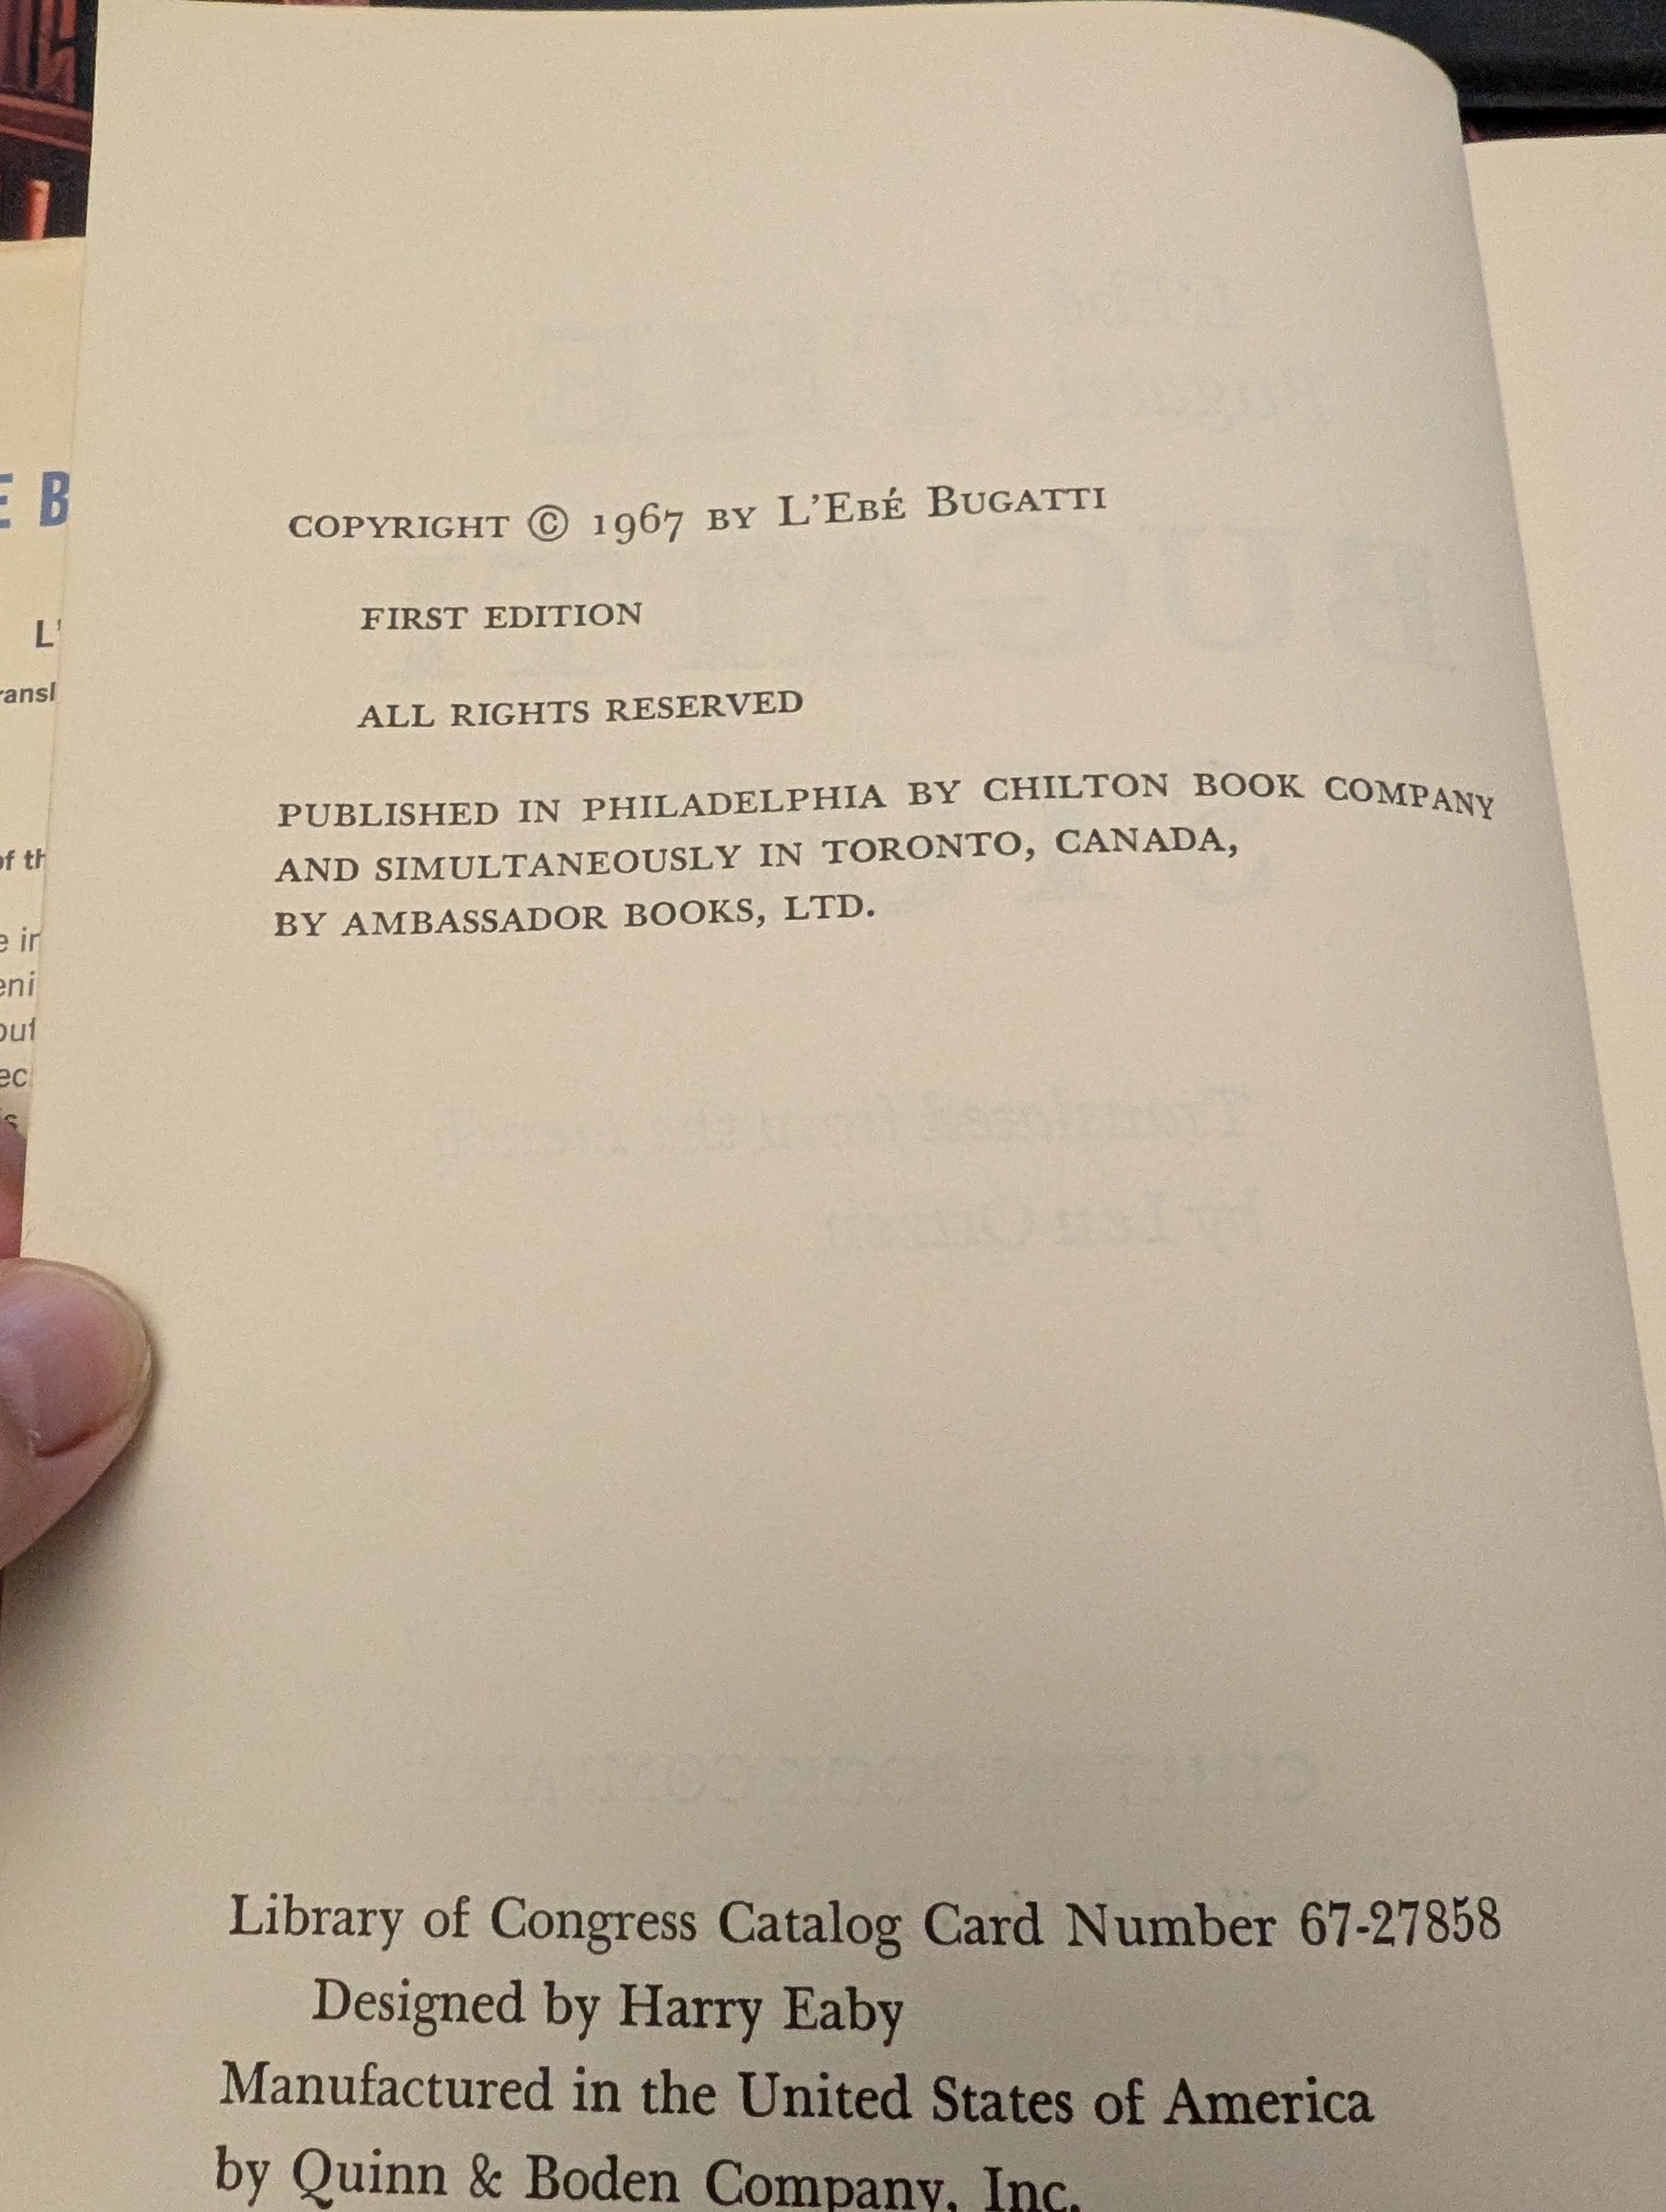 COPYRIGHT © 1967 BY L'EBÉ BUGATTI
FIRST EDITION
ALL RIGHTS RESERVED
PUBLISHED IN PHILADELPHIA BY CHILTON BOOK COMPANY
AND SIMULTANEOUSLY IN TORONTO, CANADA,
BY AMBASSADOR BOOKS, LTD.
Library of Congress Catalog Card Number 67-27858
Designed by Harry Eaby
Manufactured in the United States of America
by Quinn & Boden Company, Inc.